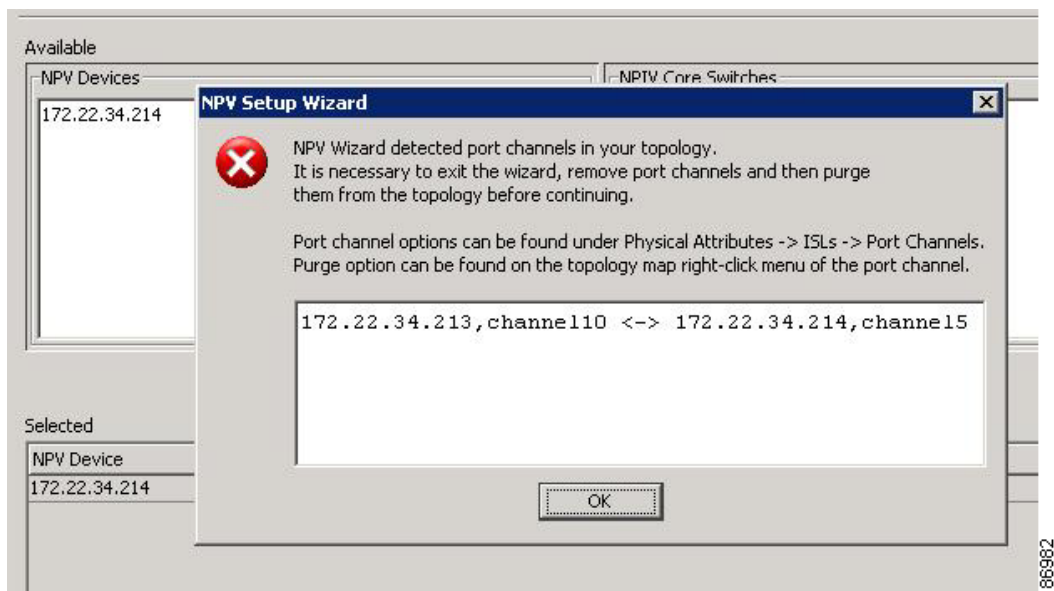 Available
NPV Devices
NPIV Core Switches
172.22.34.214
NPV Setup Wizard
NPV Wizard detected port channels in your topology.
It is necessary to exit the wizard, remove port channels and then purge
them from the topology before continuing.
Port channel options can be found under Physical Attributes -> ISLs -> Port Channels.
Purge option can be found on the topology map right-click menu of the port channel.
172.22.34.213,channel10 <-> 172.22.34.214,channel5
Selected
NPV Device
172.22.34.214
OK
86982